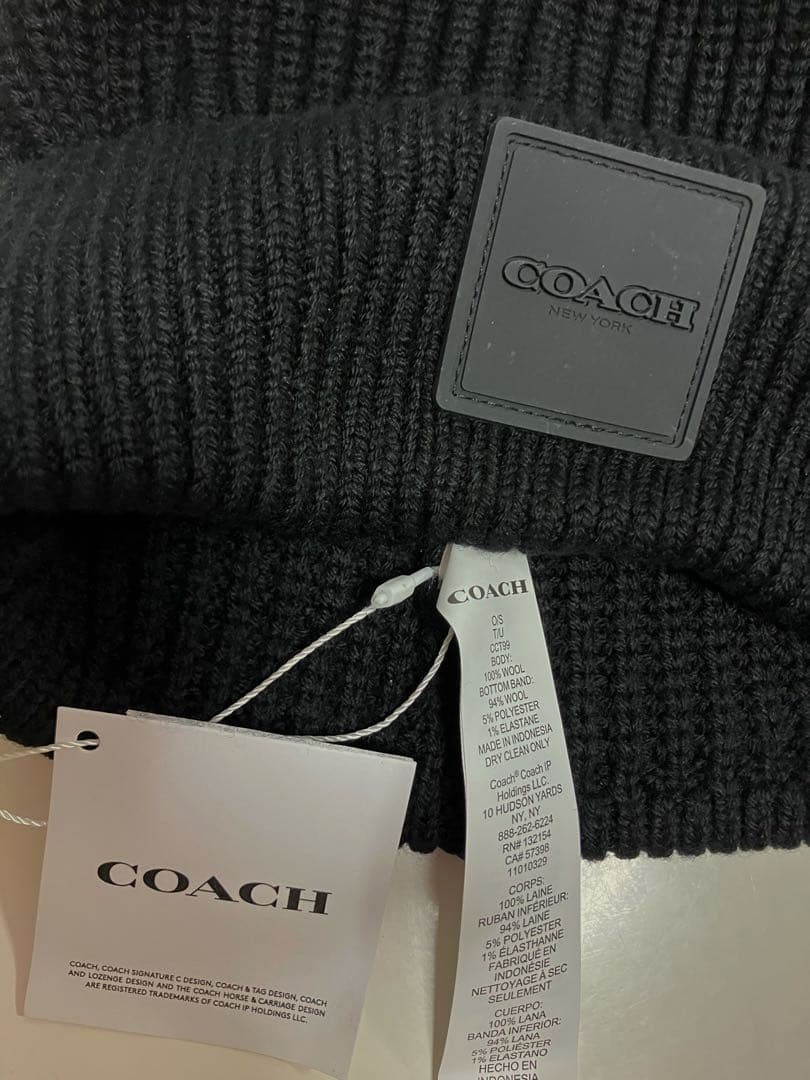 COACH
NEW YORK
COACH
O/S
T/U
CCT99
BODY:
100% WOOL
BOTTOM BAND:
94% WOOL
5% POLYESTER
1% ELASTANE
MADE IN INDONESIA
DRY CLEAN ONLY
Coach® Coach IP
Holdings LLC.
10 HUDSON YARDS
NY, NY
888-262-6224
RN# 132154
CA# 57398
11010329
CORPS:
100% LAINE
RUBAN INFÉRIEUR:
94% LAINE
5% POLYESTER
1% ÉLASTHANNE
FABRIQUÉ EN
INDONÉSIE
NETTOYAGE À SEC
SEULEMENT
CUERPO:
100% LANA
BANDA INFERIOR:
94% LANA
5% POLIÉSTER
1% ELASTANO
HECHO EN
INDONESIA
COACH
COACH, COACH SIGNATURE C DESIGN, COACH & TAG DESIGN, COACH
AND LOZENGE DESIGN AND THE COACH HORSE & CARRIAGE DESIGN
ARE REGISTERED TRADEMARKS OF COACH IP HOLDINGS LLC.